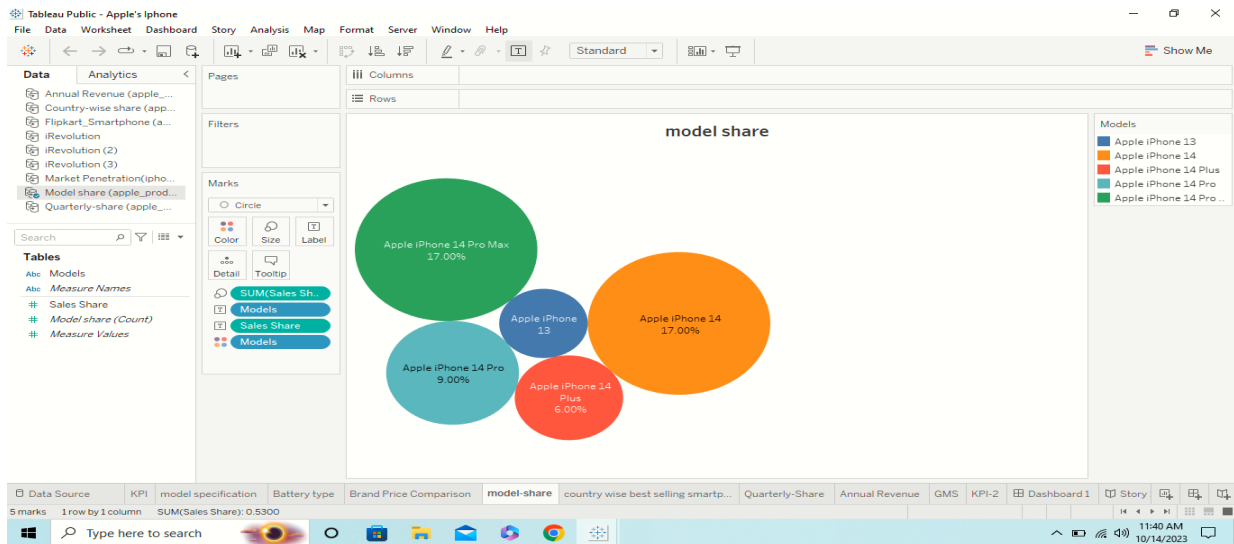 Tableau Public - Apple's Iphone
File Data Worksheet Dashboard Story Analysis Map Format Server Window Help
Standard
Show Me
Data Analytics
Annual Revenue (apple_...
Country-wise share (app...
Flipkart_Smartphone (a...
iRevolution
iRevolution (2)
iRevolution (3)
Market Penetration(ipho...
Model share (apple_prod...
Quarterly-share (apple_...
Search
Tables
Abc Models
Abc Measure Names
# Sales Share
# Model share (Count)
# Measure Values
Pages
Filters
Marks
Circle
Color Size Label
Detail Tooltip
SUM(Sales Sh..
Models
Sales Share
Models
Columns
Rows
model share
Apple iPhone 14 Pro Max
17.00%
Apple iPhone
13
Apple iPhone 14
17.00%
Apple iPhone 14 Pro
9.00%
Apple iPhone 14
Plus
6.00%
Models
Apple iPhone 13
Apple iPhone 14
Apple iPhone 14 Plus
Apple iPhone 14 Pro
Apple iPhone 14 Pro ..
Data Source KPI model specification Battery type Brand Price Comparison model-share country wise best selling smartp... Quarterly-Share Annual Revenue GMS KPI-2 Dashboard 1 Story
5 marks 1 row by 1 column SUM(Sales Share): 0.5300
Type here to search
11:40 AM
10/14/2023